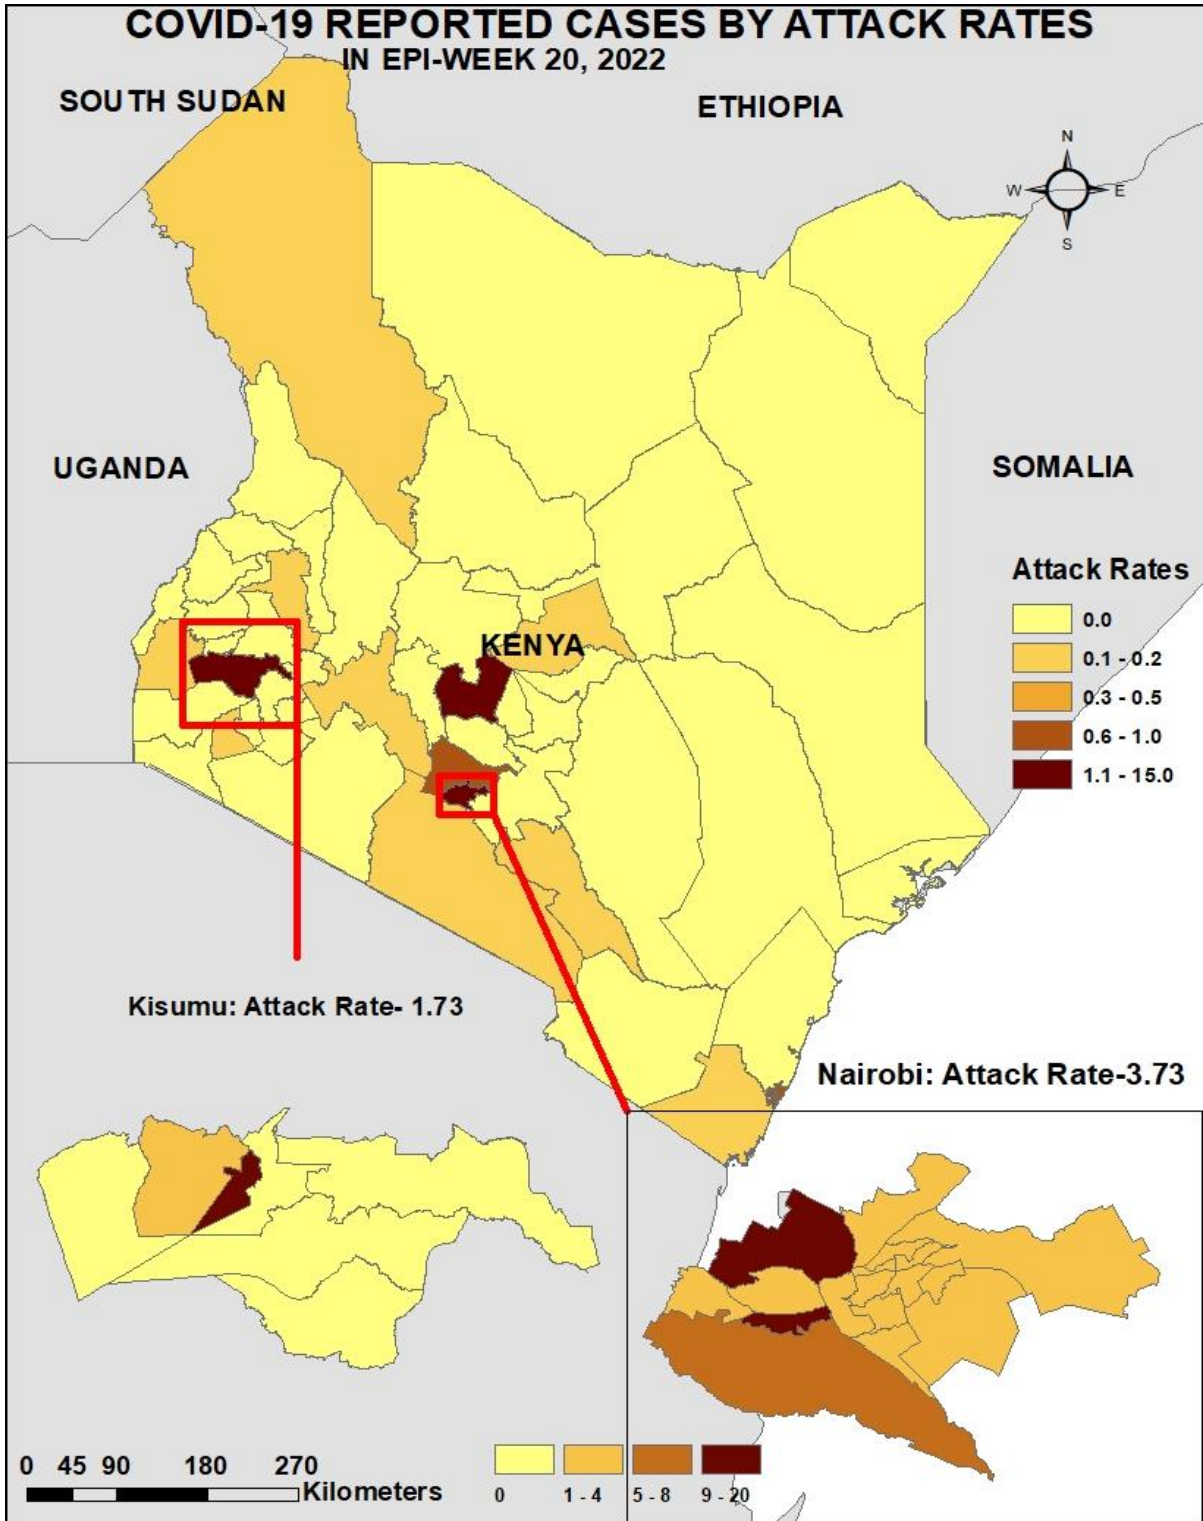 COVID-19 REPORTED CASES BY ATTACK RATES
IN EPI-WEEK 20, 2022
SOUTH SUDAN
ETHIOPIA
N
W E
S
UGANDA
SOMALIA
KENYA
Attack Rates
0.0
0.1 - 0.2
0.3 - 0.5
0.6 - 1.0
1.1 - 15.0
Kisumu: Attack Rate- 1.73
Nairobi: Attack Rate-3.73
0 45 90 180 270
Kilometers
0 1 - 4 5 - 8 9 - 20